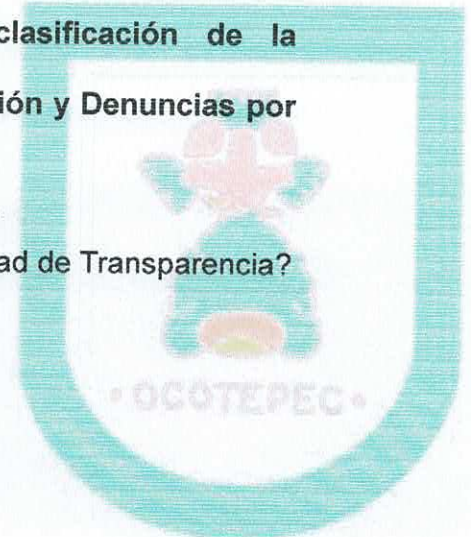 clasificación de la
ión y Denuncias por
ad de Transparencia?
• OCOTEPEC •